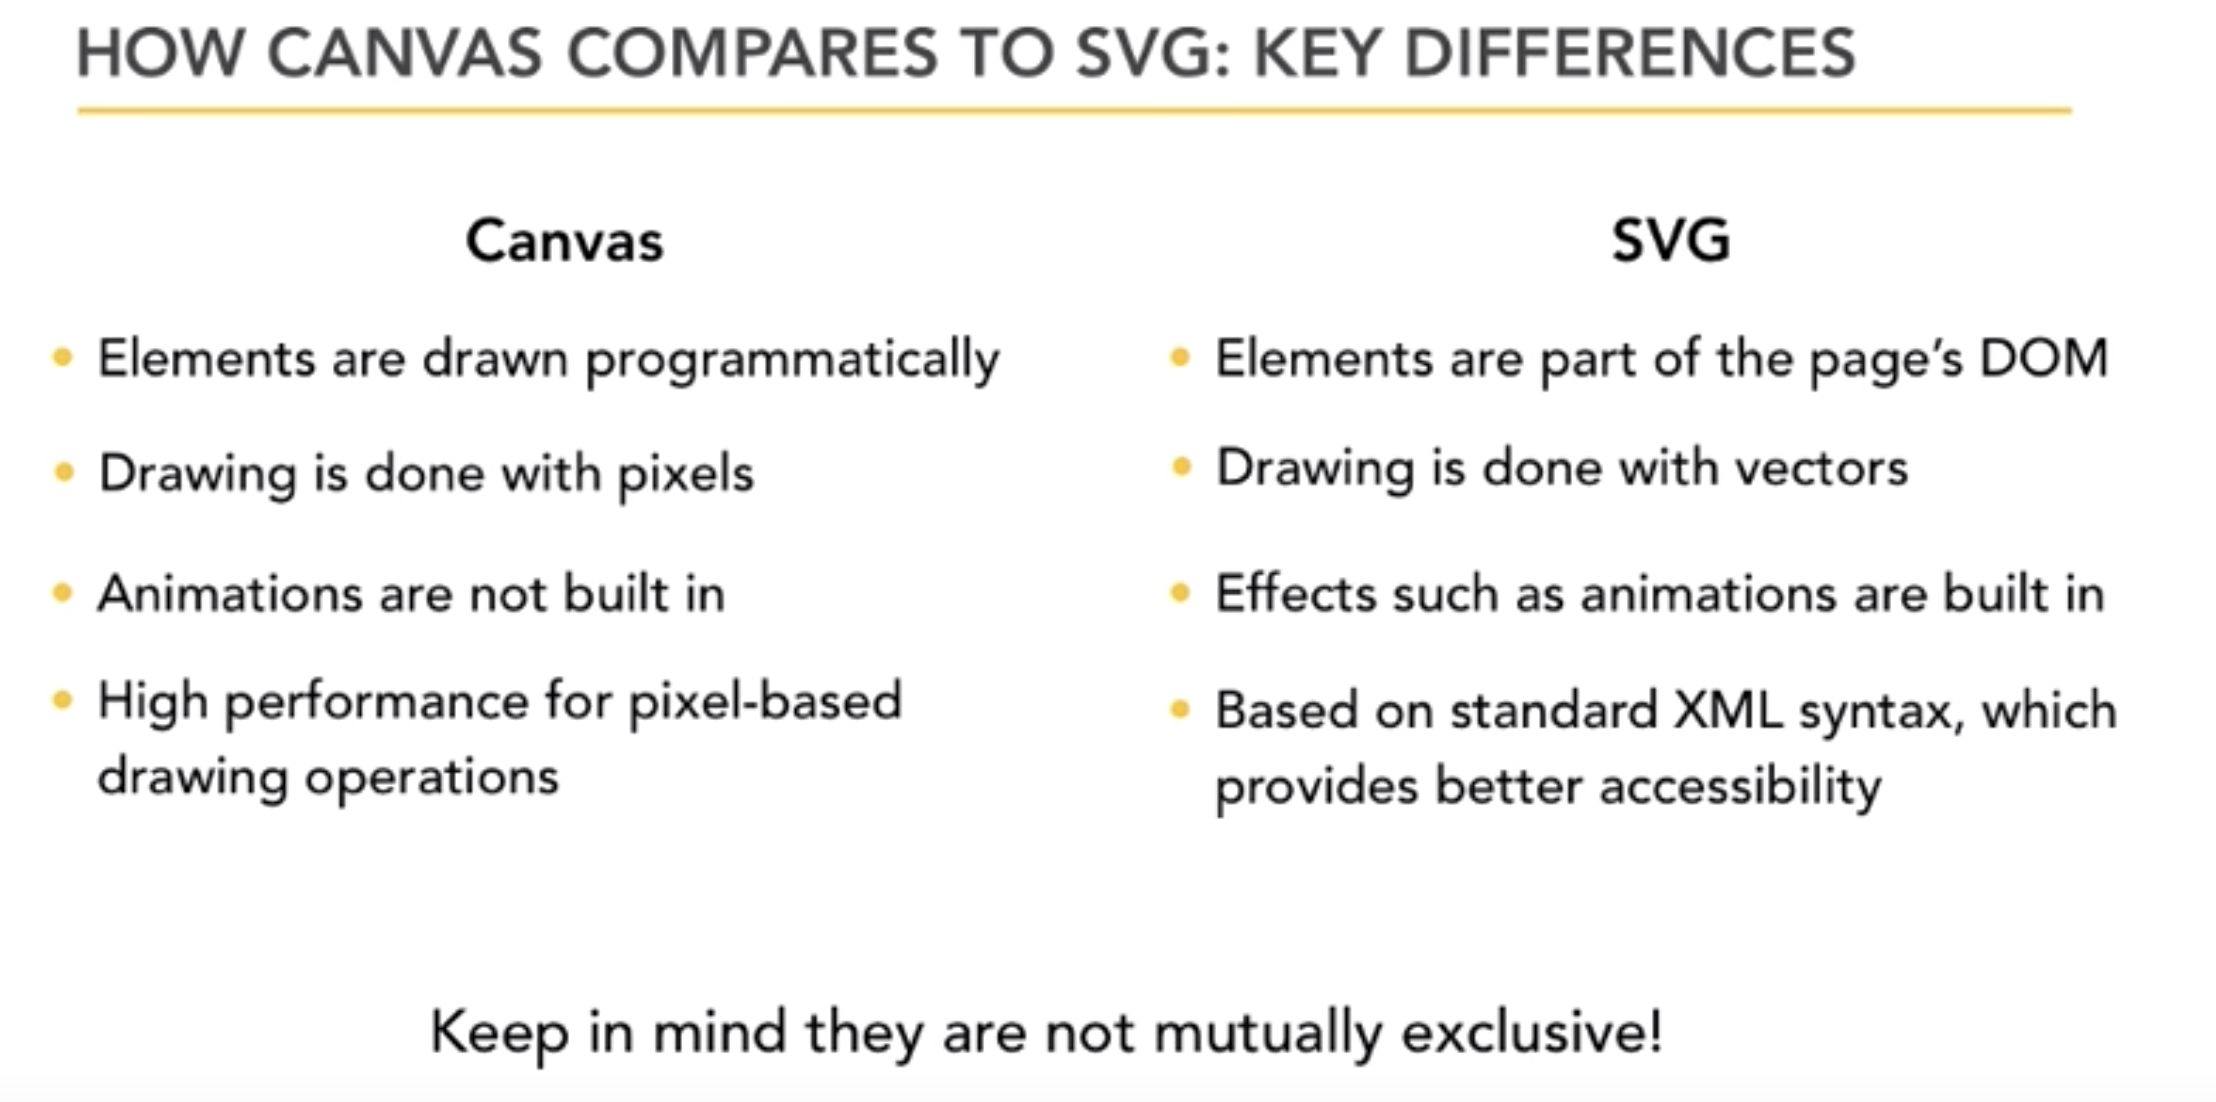 HOW CANVAS COMPARES TO SVG: KEY DIFFERENCES
Canvas
• Elements are drawn programmatically
• Drawing is done with pixels
• Animations are not built in
• High performance for pixel-based
drawing operations
SVG
• Elements are part of the page’s DOM
• Drawing is done with vectors
• Effects such as animations are built in
• Based on standard XML syntax, which
provides better accessibility
Keep in mind they are not mutually exclusive!